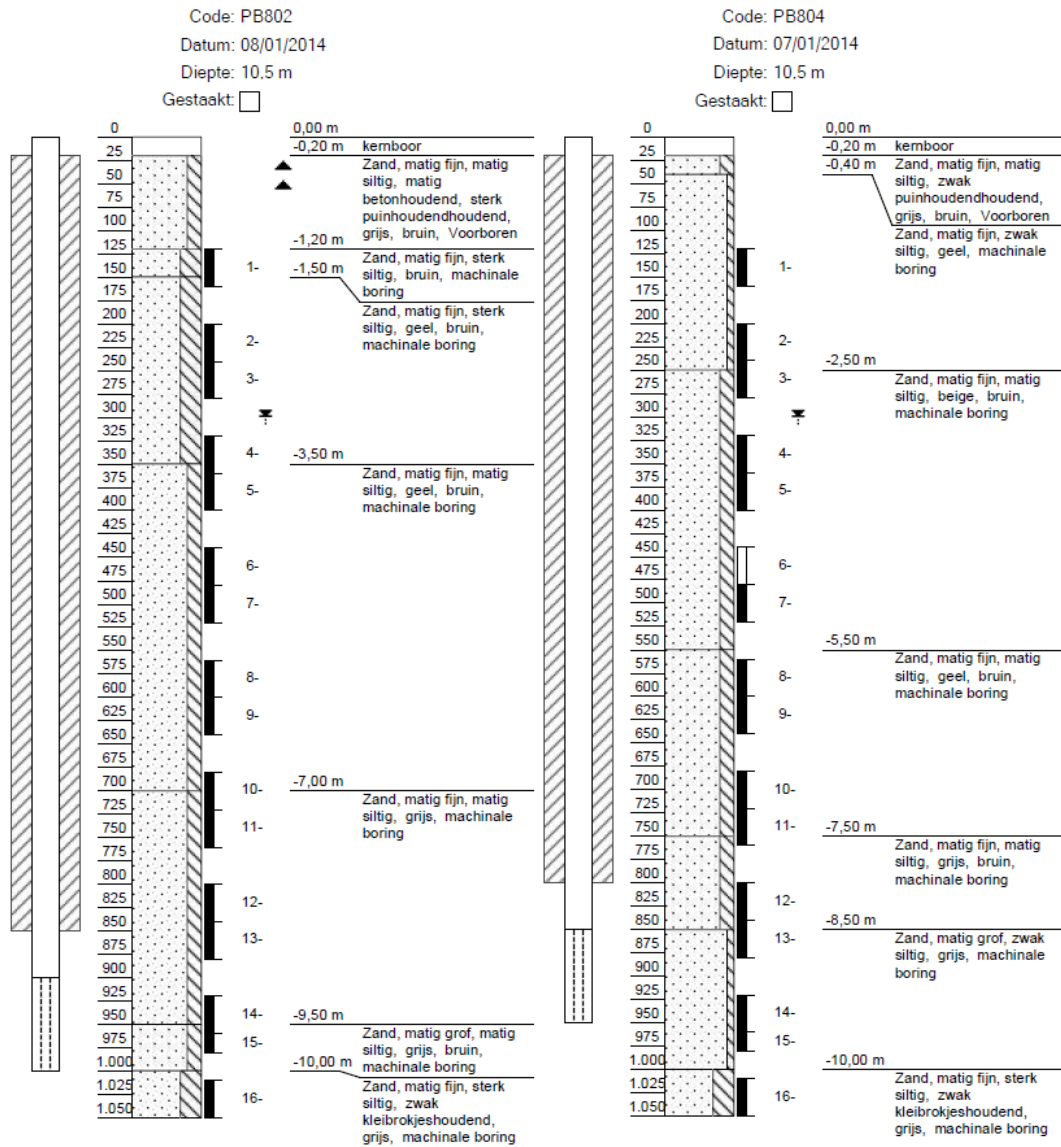 Code: PB802
Datum: 08/01/2014
Diepte: 10.5 m
Gestaakt:
0
25
50
75
100
125
150
175
200
225
250
275
300
325
350
375
400
425
450
475
500
525
550
575
600
625
650
675
700
725
750
775
800
825
850
875
900
925
950
975
1.000
1.025
1.050
1-
2-
3-
4-
5-
6-
7-
8-
9-
10-
11-
12-
13-
14-
15-
16-
0,00 m
-0,20 m kernboor
Zand, matig fijn, matig
siltig, matig
betonhoudend, sterk
puinhoudendhoudend,
grijs, bruin, Voorboren
-1,20 m
Zand, matig fijn, sterk
siltig, bruin, machinale
boring
-1,50 m
Zand, matig fijn, sterk
siltig, geel, bruin,
machinale boring
-3,50 m
Zand, matig fijn, matig
siltig, geel, bruin,
machinale boring
-7,00 m
Zand, matig fijn, matig
siltig, grijs, machinale
boring
-9,50 m
Zand, matig grof, matig
siltig, grijs, bruin,
machinale boring
-10,00 m
Zand, matig fijn, sterk
siltig, zwak
kleibrokjeshoudend,
grijs, machinale boring
Code: PB804
Datum: 07/01/2014
Diepte: 10.5 m
Gestaakt:
0
25
50
75
100
125
150
175
200
225
250
275
300
325
350
375
400
425
450
475
500
525
550
575
600
625
650
675
700
725
750
775
800
825
850
875
900
925
950
975
1.000
1.025
1.050
1-
2-
3-
4-
5-
6-
7-
8-
9-
10-
11-
12-
13-
14-
15-
16-
0,00 m
-0,20 m kernboor
-0,40 m
Zand, matig fijn, matig
siltig, zwak
puinhoudendhoudend,
grijs, bruin, Voorboren
Zand, matig fijn, zwak
siltig, geel, machinale
boring
-2,50 m
Zand, matig fijn, matig
siltig, beige, bruin,
machinale boring
-5,50 m
Zand, matig fijn, matig
siltig, geel, bruin,
machinale boring
-7,50 m
Zand, matig fijn, matig
siltig, grijs, bruin,
machinale boring
-8,50 m
Zand, matig grof, zwak
siltig, grijs, machinale
boring
-10,00 m
Zand, matig fijn, sterk
siltig, zwak
kleibrokjeshoudend,
grijs, machinale boring